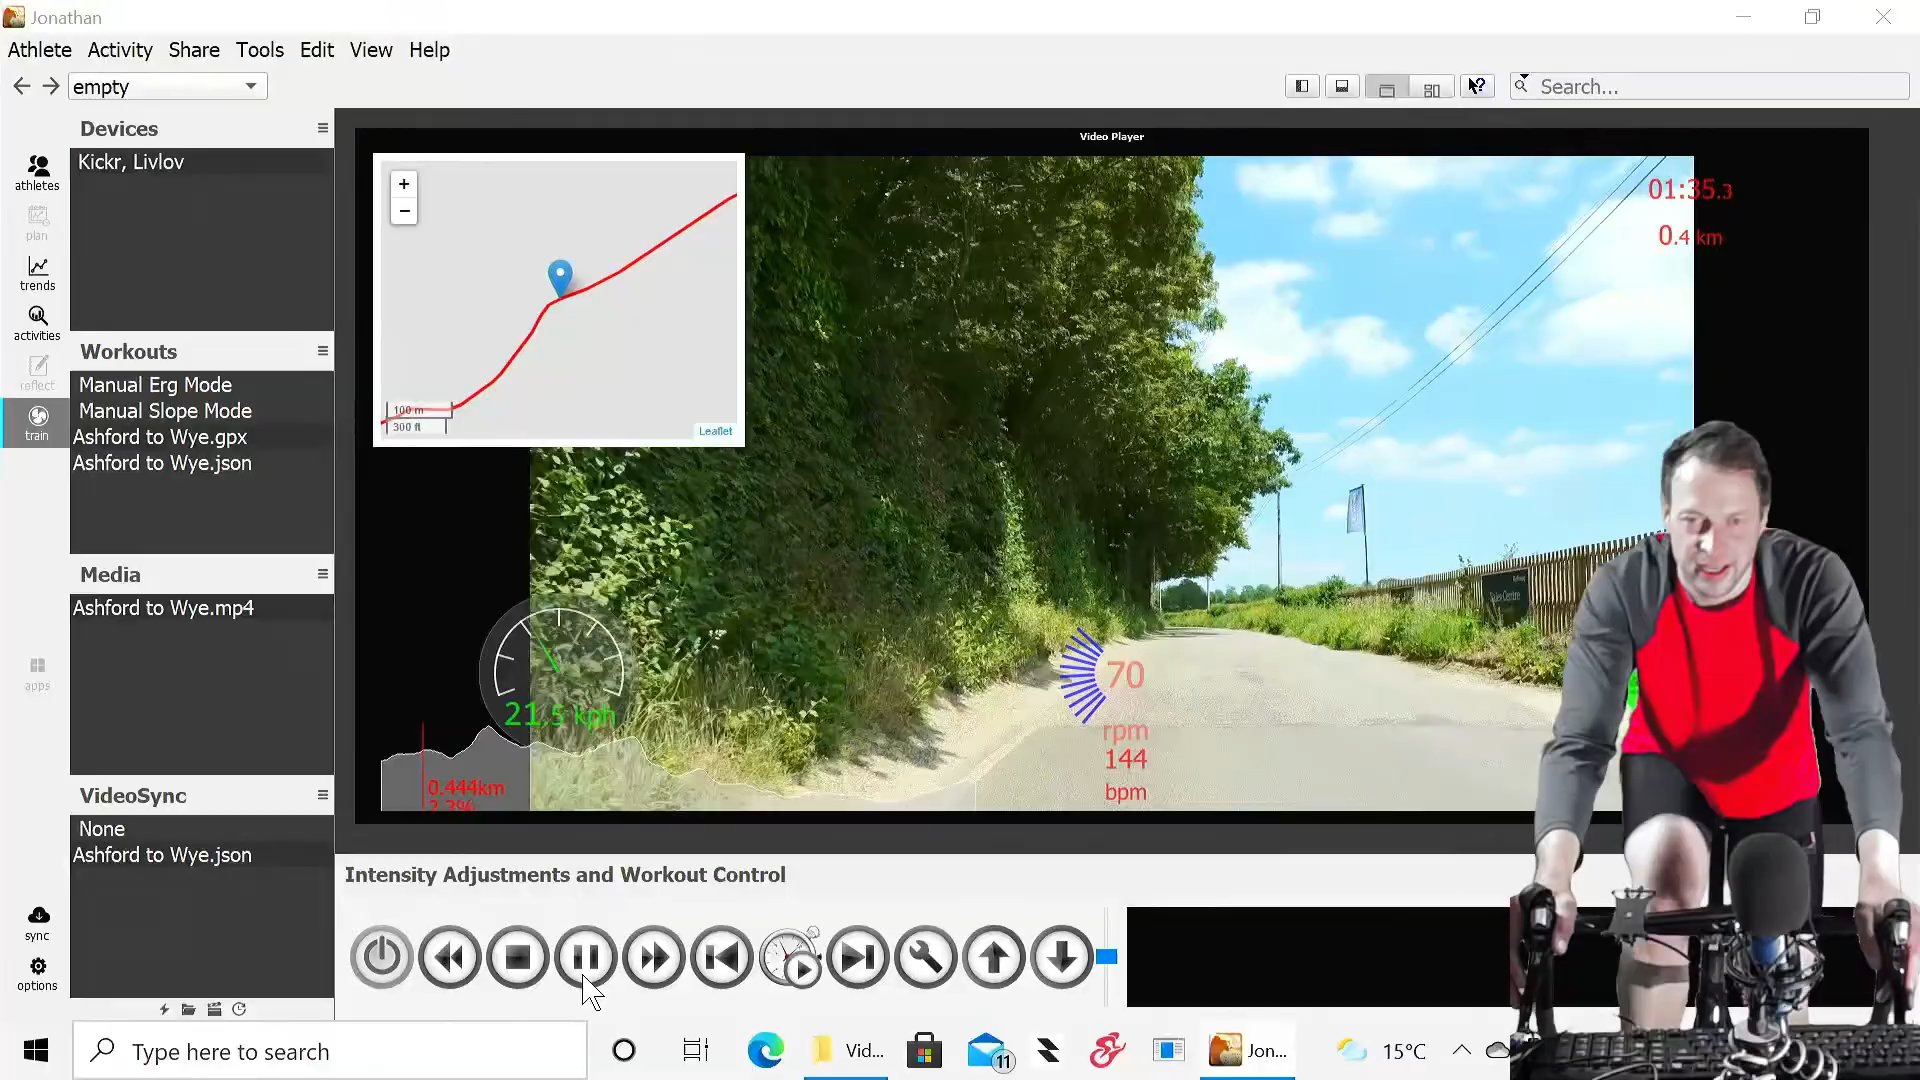 Jonathan
Athlete Activity Share Tools Edit View Help
empty
Search...
Devices
Kickr, Livlov
athletes
plan
trends
activities
reflect
train
apps
sync
options
Workouts
Manual Erg Mode
Manual Slope Mode
Ashford to Wye.gpx
Ashford to Wye.json
Media
Ashford to Wye.mp4
VideoSync
None
Ashford to Wye.json
Video Player
+
−
100 m
300 ft
Leaflet
01:35.3
0.4 km
21.5 kph
0.444km
2.3%
70
rpm
144
bpm
Intensity Adjustments and Workout Control
Type here to search
Vid...
11
Jon...
15°C